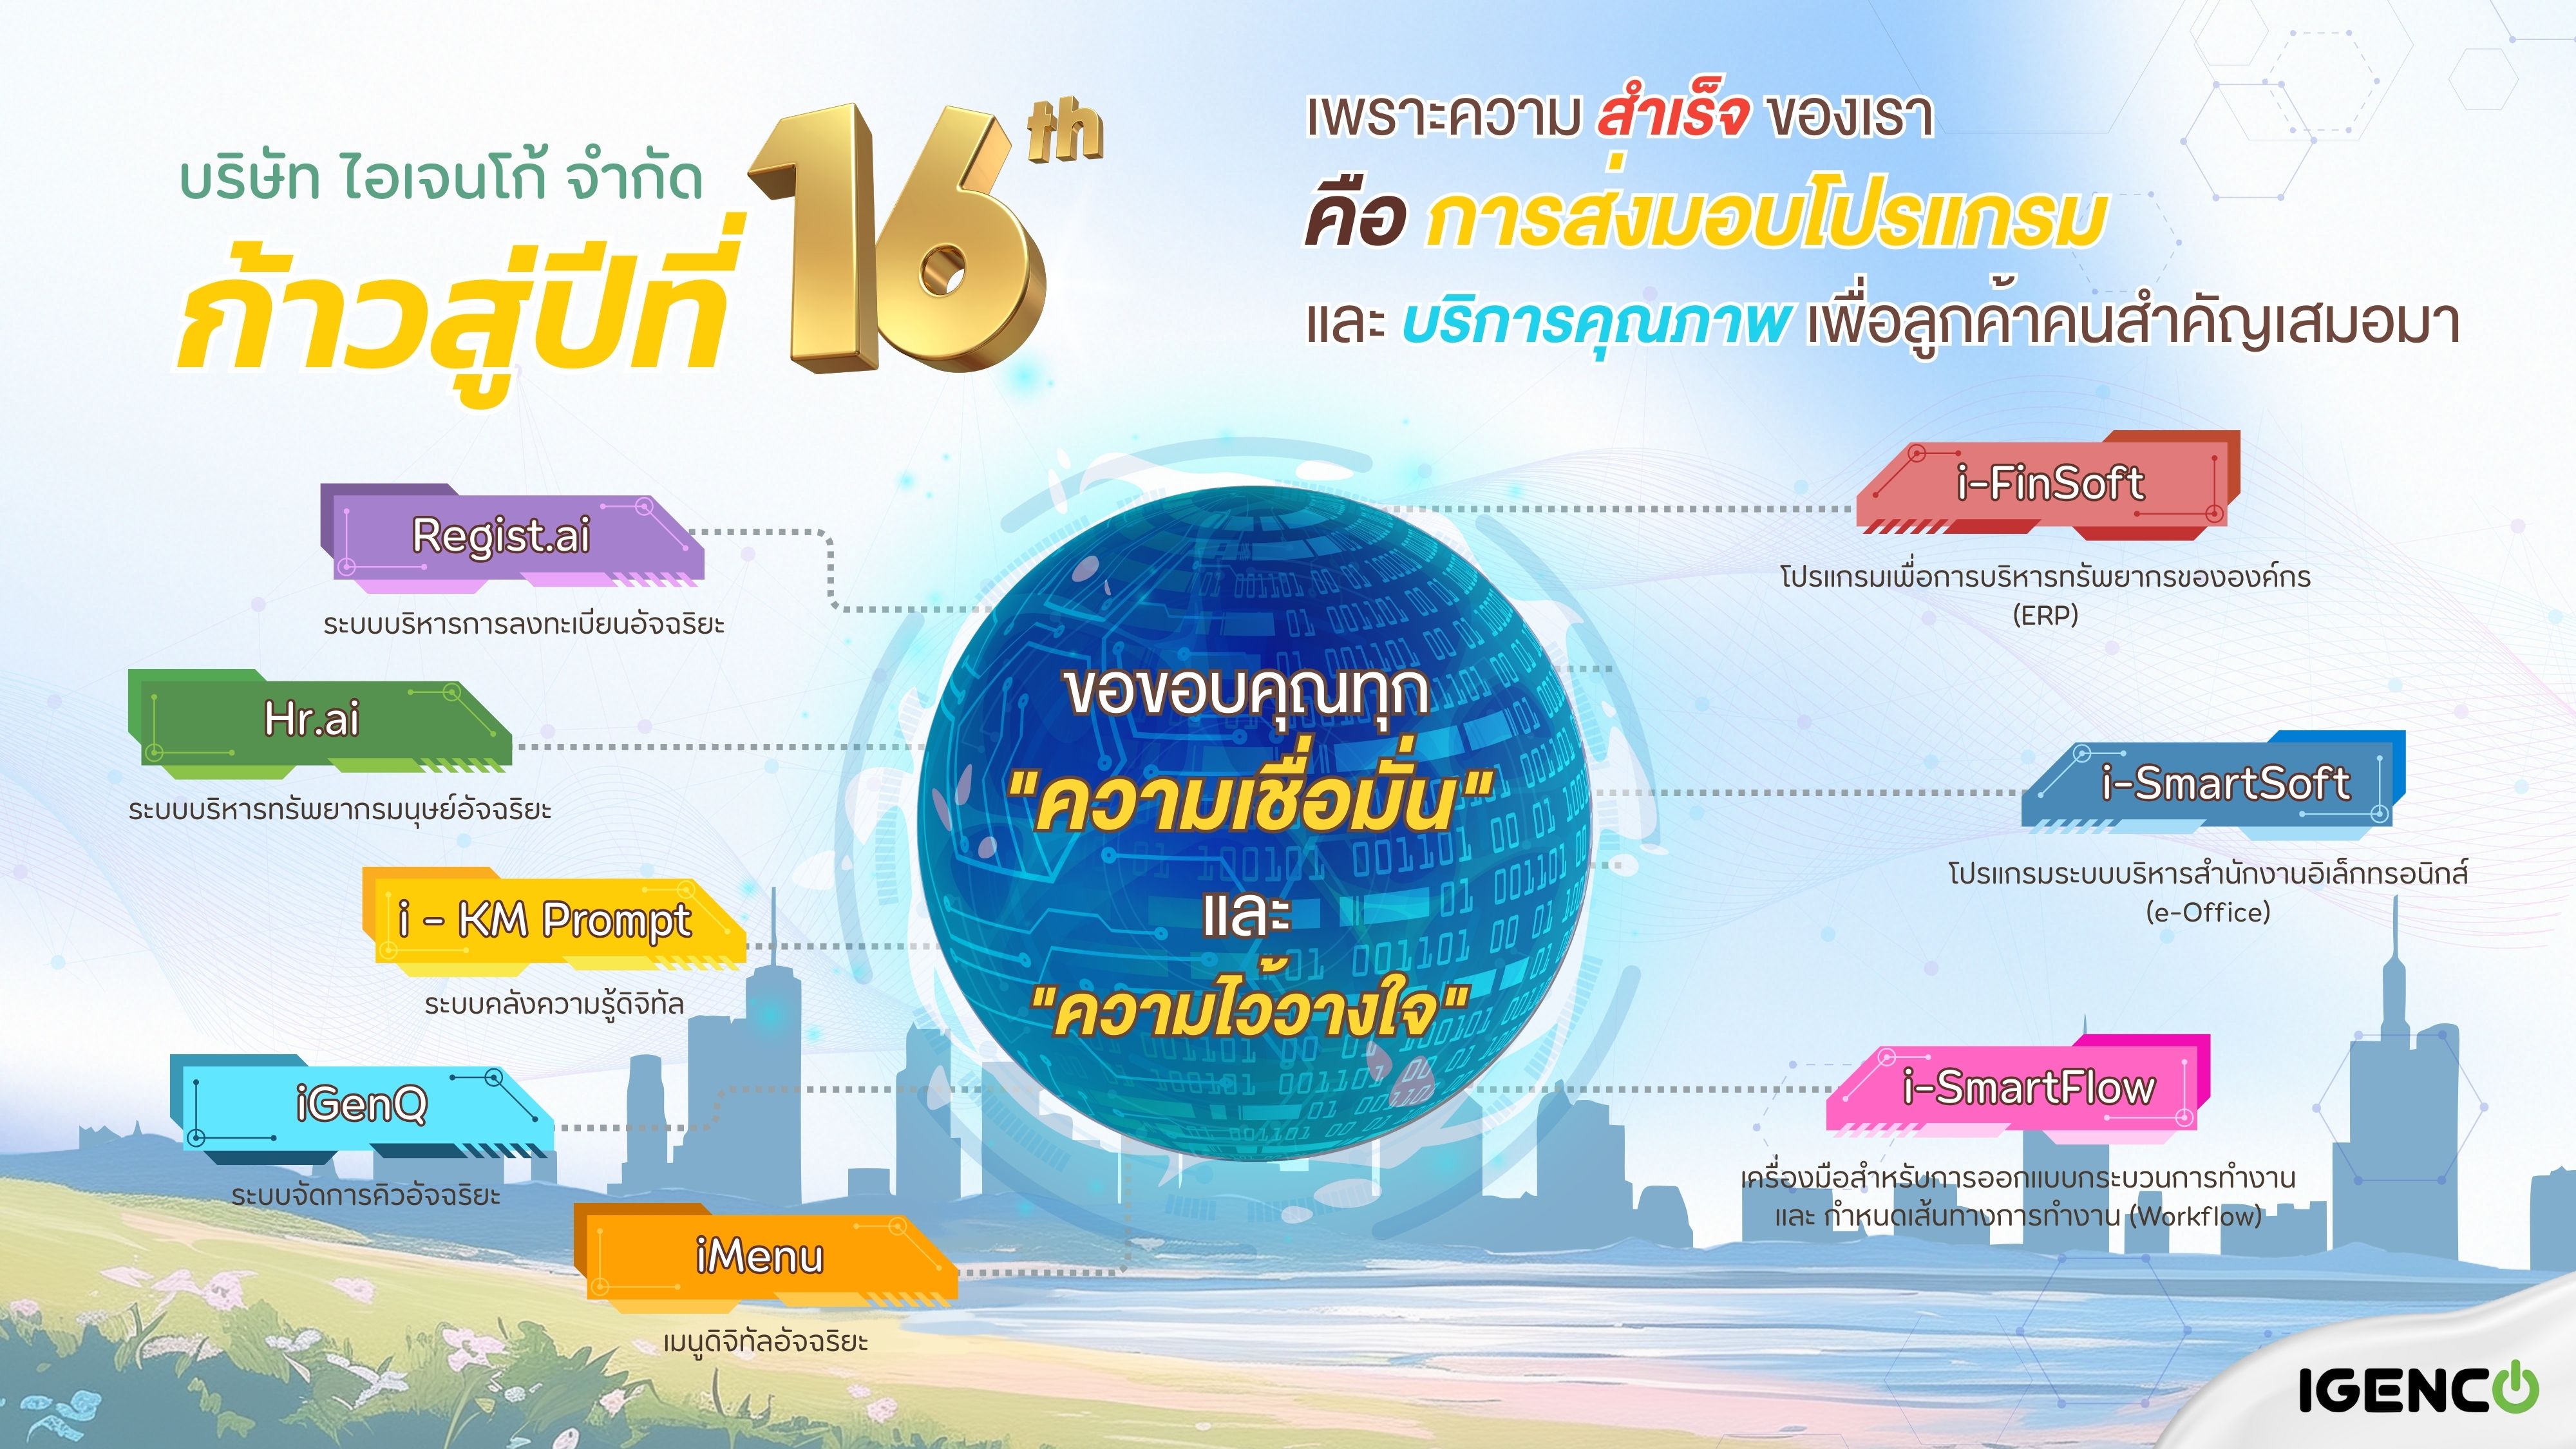 บริษัท ไอเจนโก้ จำกัด
ก้าวสู่ปีที่ 16th
เพราะความ สำเร็จ ของเรา
คือ การส่งมอบโปรแกรม
และ บริการคุณภาพ เพื่อลูกค้าคนสำคัญเสมอมา
Regist.ai
ระบบบริหารการลงทะเบียนอัจฉริยะ
Hr.ai
ระบบบริหารทรัพยากรมนุษย์อัจฉริยะ
i - KM Prompt
ระบบคลังความรู้ดิจิทัล
iGenQ
ระบบจัดการคิวอัจฉริยะ
iMenu
เมนูดิจิทัลอัจฉริยะ
ขอขอบคุณทุก
"ความเชื่อมั่น"
และ
"ความไว้วางใจ"
i-FinSoft
โปรแกรมเพื่อการบริหารทรัพยากรขององค์กร
(ERP)
i-SmartSoft
โปรแกรมระบบบริหารสำนักงานอิเล็กทรอนิกส์
(e-Office)
i-SmartFlow
เครื่องมือสำหรับการออกแบบกระบวนการทำงาน
และ กำหนดเส้นทางการทำงาน (Workflow)
IGENCO